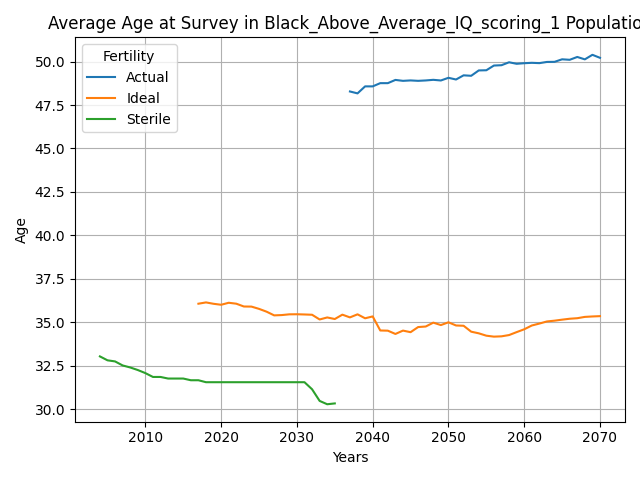 Average Age at Survey in Black_Above_Average_IQ_scoring_1 Populatio
Fertility
Actual
Ideal
Sterile
Age
50.0
47.5
45.0
42.5
40.0
37.5
35.0
32.5
30.0
2010 2020 2030 2040 2050 2060 2070
Years